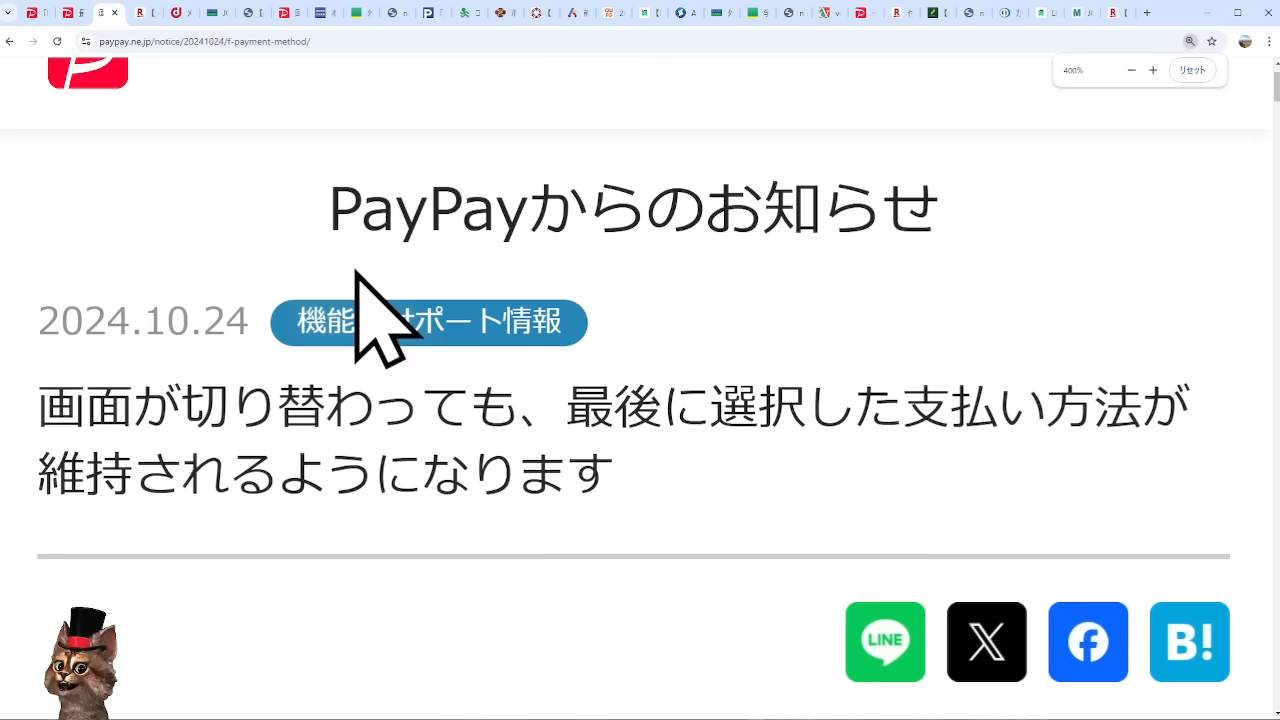 paypay.ne.jp/notice/20241024/f-payment-method/
400%
リセット
PayPayからのお知らせ
2024.10.24
機能 サポート情報
画面が切り替わっても、最後に選択した支払い方法が
維持されるようになります
LINE
B!